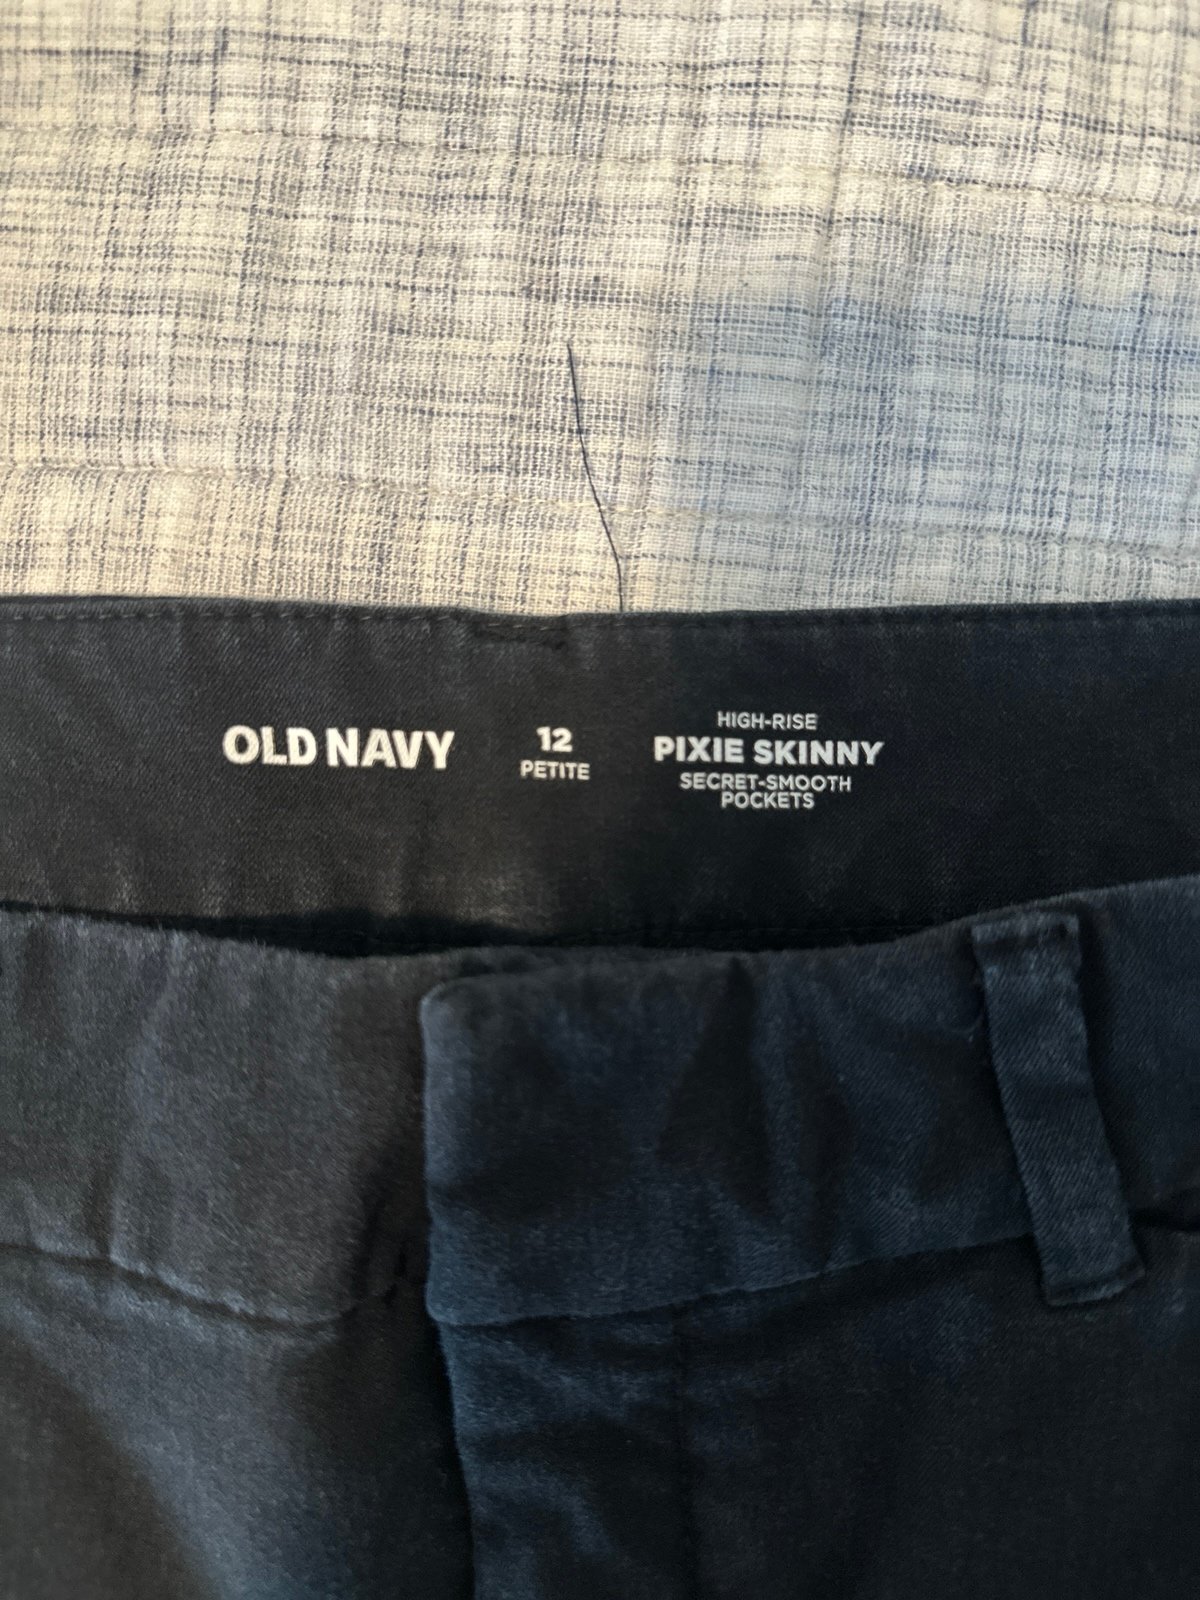 OLD NAVY
12
PETITE
HIGH-RISE
PIXIE SKINNY
SECRET-SMOOTH
POCKETS